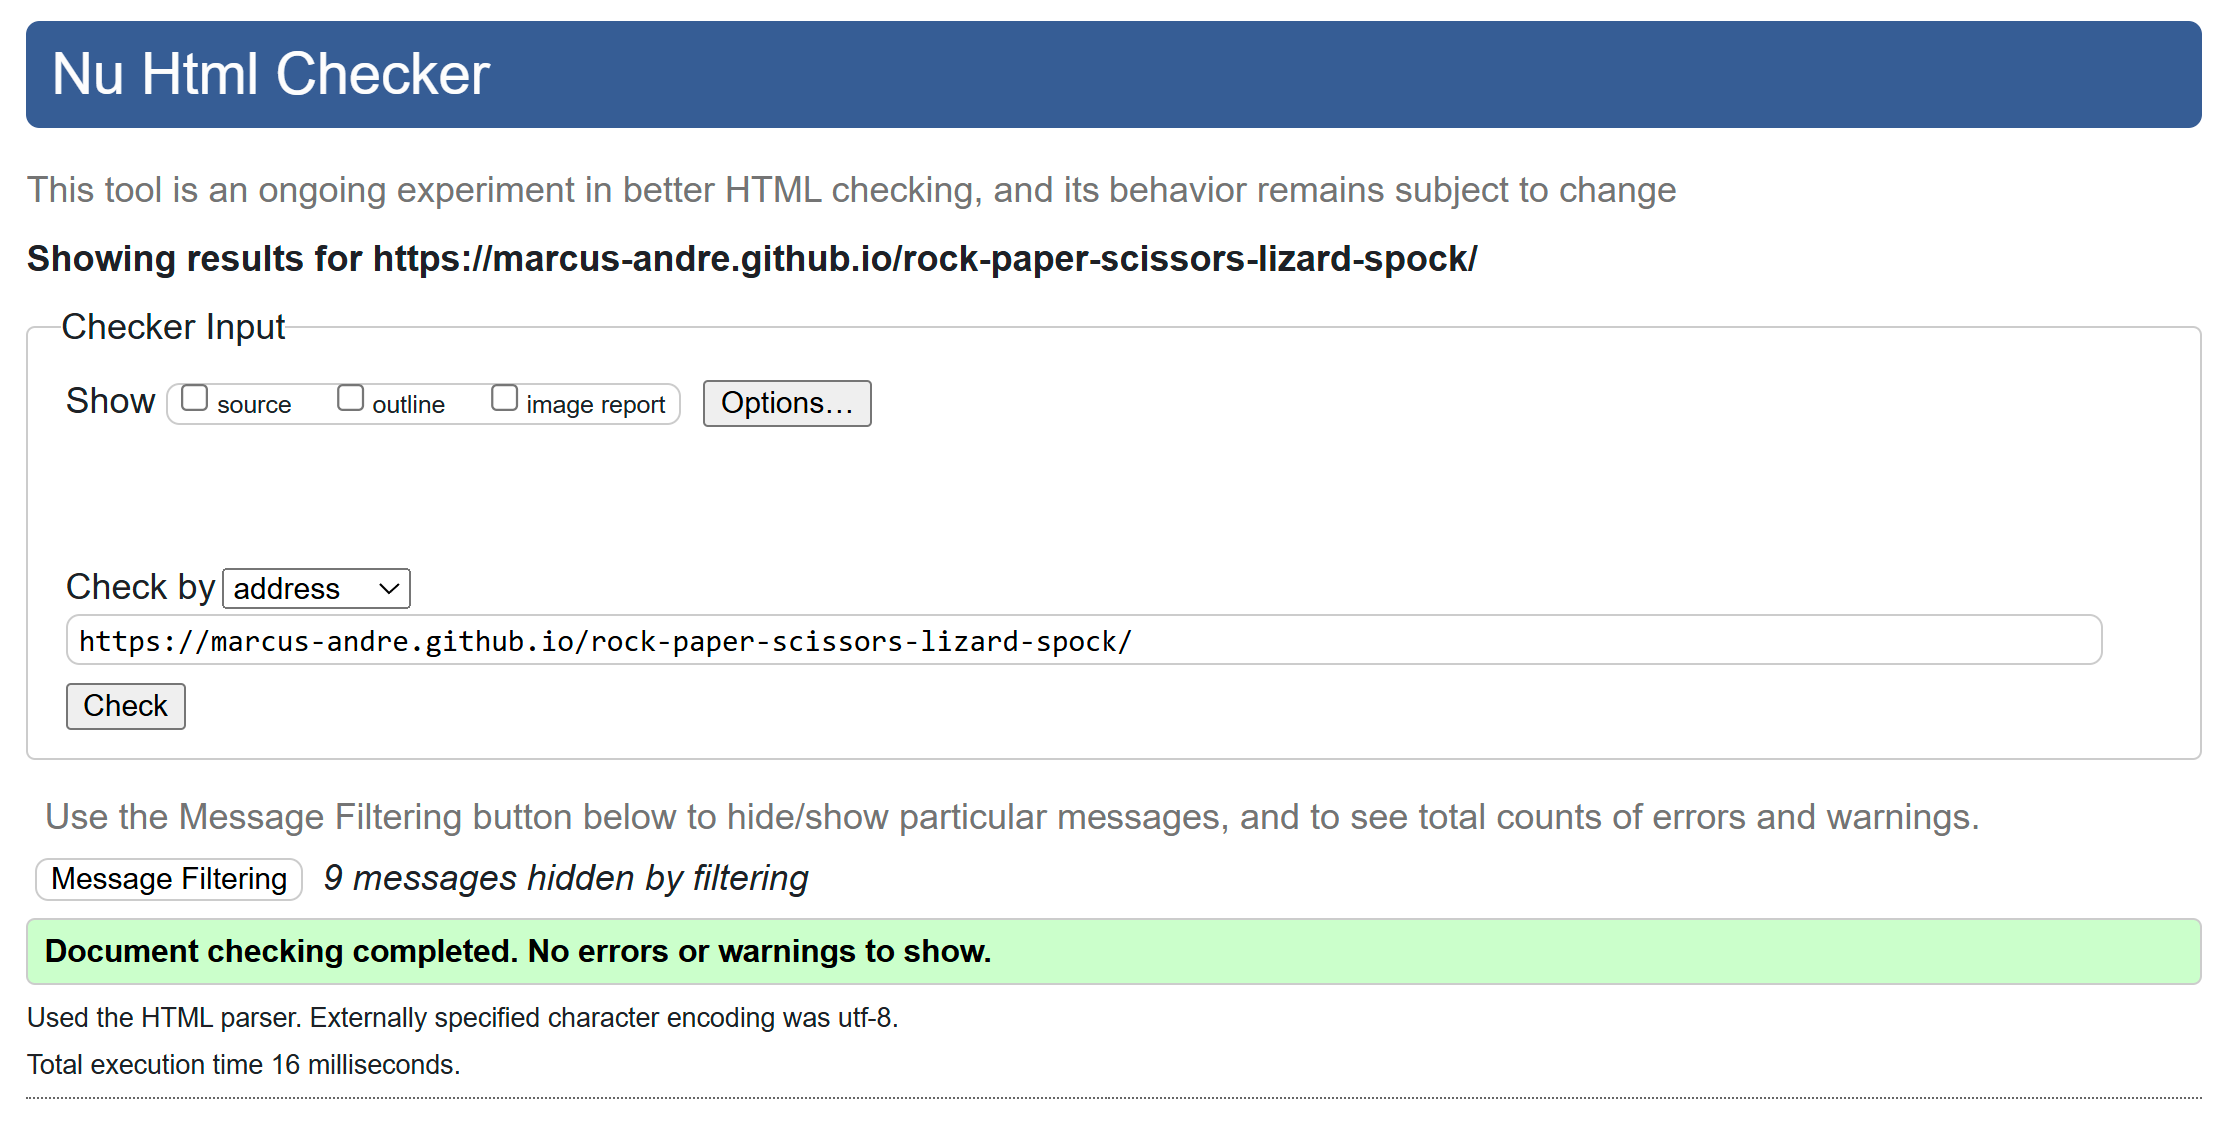 Nu Html Checker
This tool is an ongoing experiment in better HTML checking, and its behavior remains subject to change
Showing results for https://marcus-andre.github.io/rock-paper-scissors-lizard-spock/
Checker Input
Show source outline image report Options…
Check by address
https://marcus-andre.github.io/rock-paper-scissors-lizard-spock/
Check
Use the Message Filtering button below to hide/show particular messages, and to see total counts of errors and warnings.
Message Filtering 9 messages hidden by filtering
Document checking completed. No errors or warnings to show.
Used the HTML parser. Externally specified character encoding was utf-8.
Total execution time 16 milliseconds.